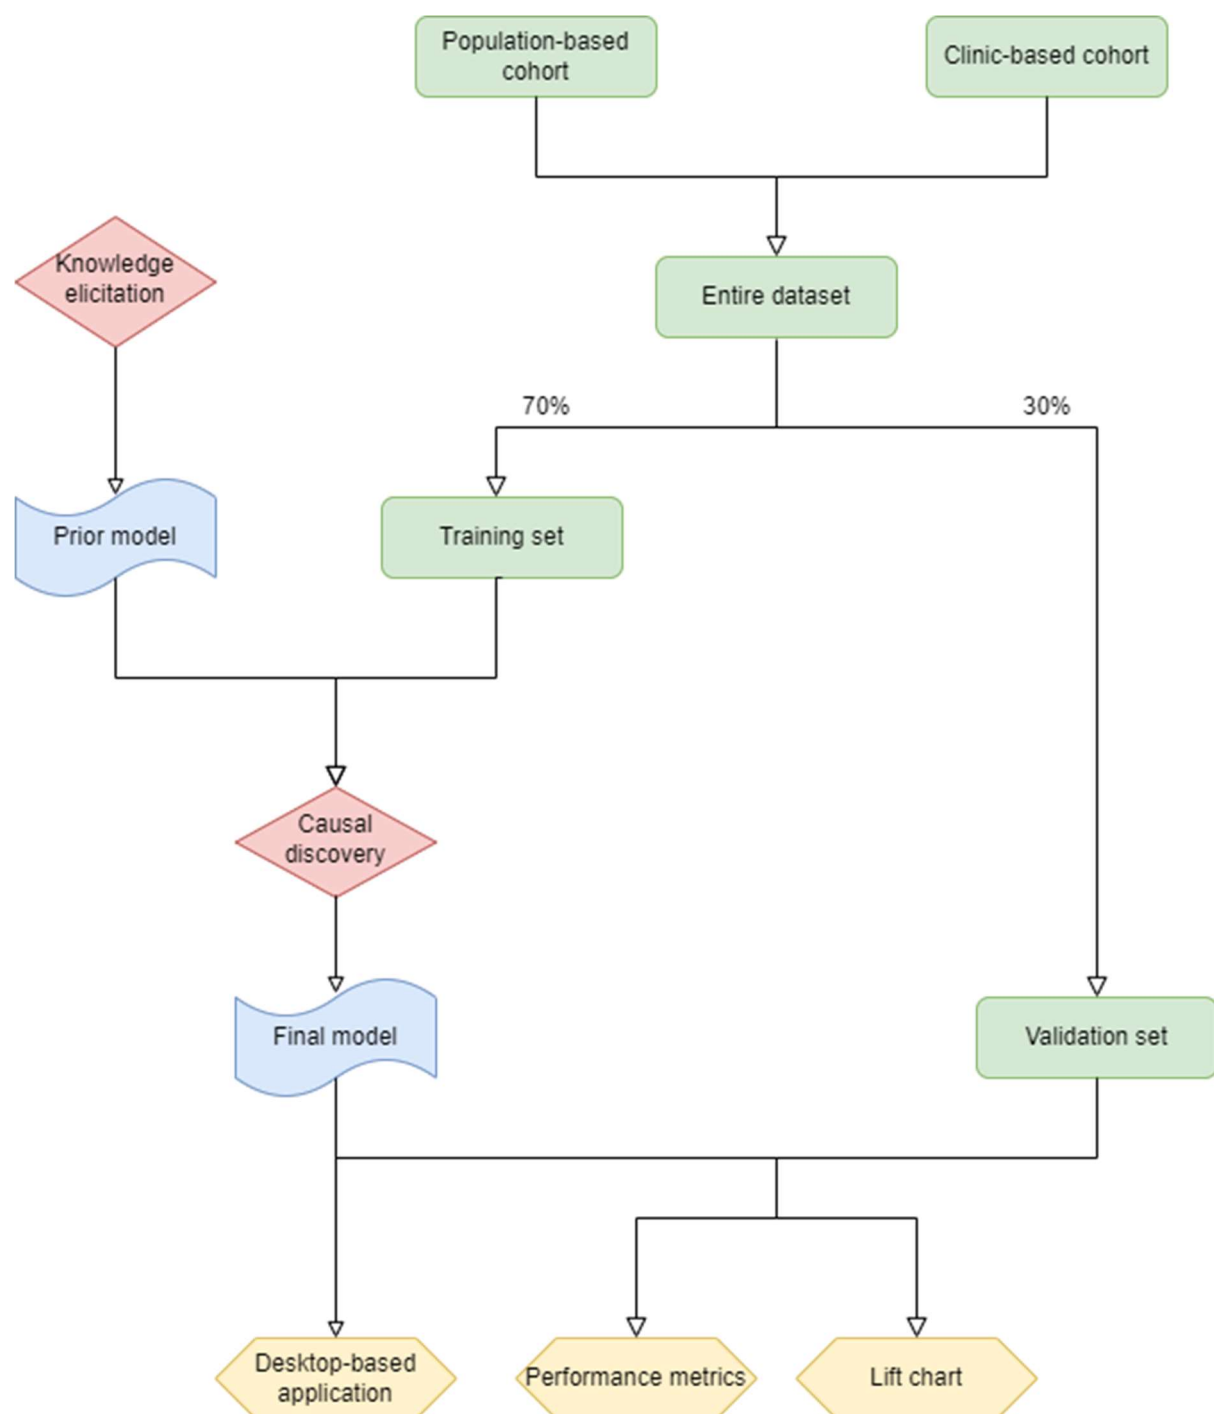 Population-based
cohort
Clinic-based cohort
Knowledge
elicitation
Entire dataset
70%
30%
Prior model
Training set
Causal
discovery
Final model
Validation set
Desktop-based
application
Performance metrics
Lift chart